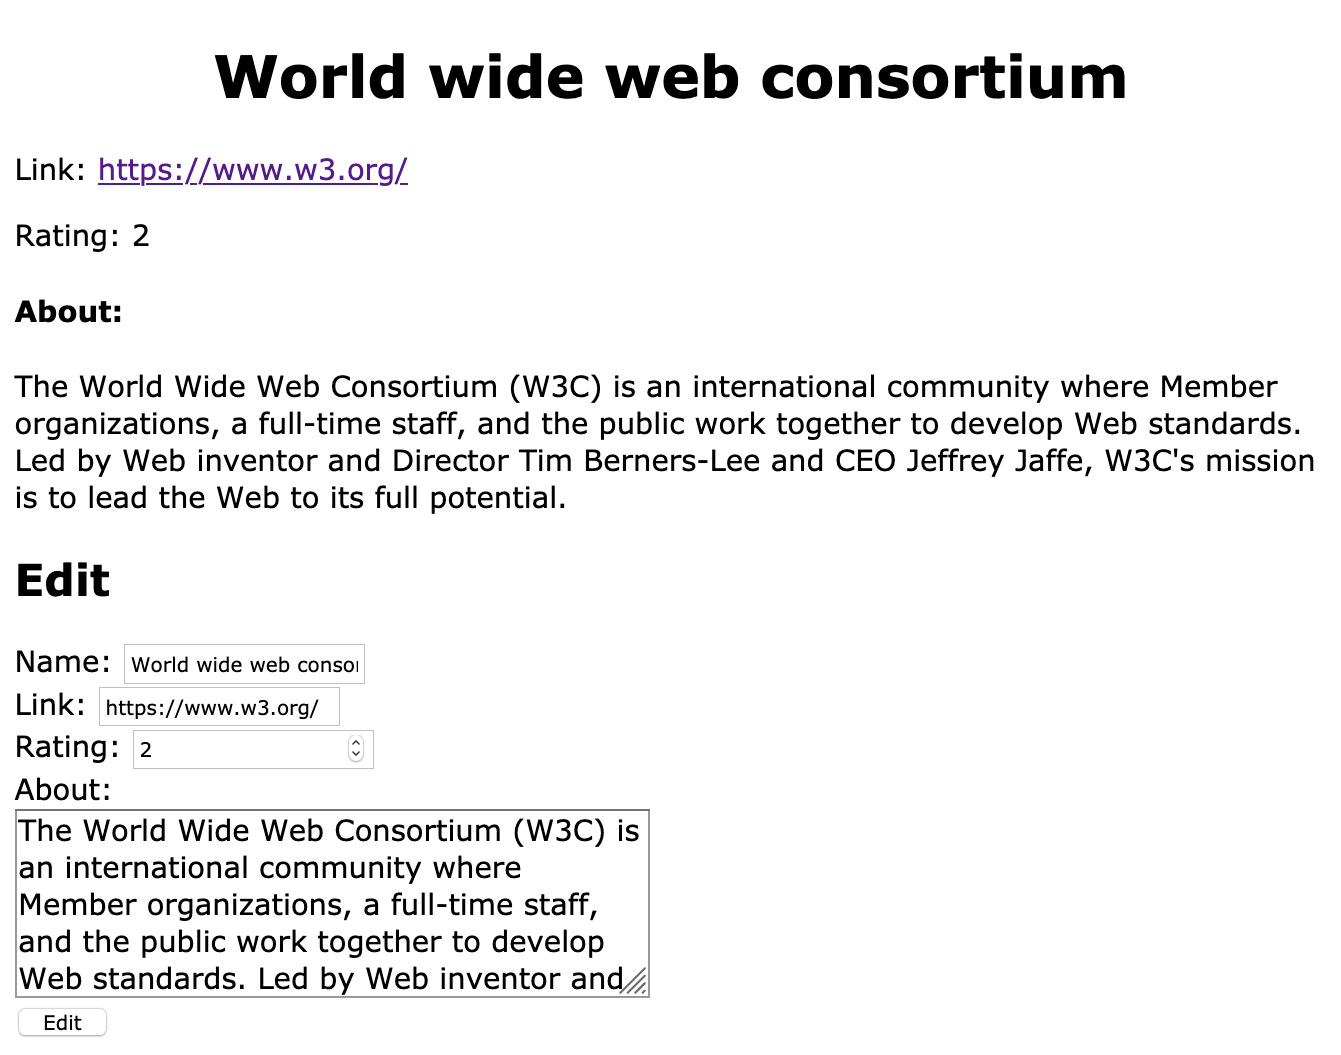 World wide web consortium
Link: https://www.w3.org/
Rating: 2
About:
The World Wide Web Consortium (W3C) is an international community where Member
organizations, a full-time staff, and the public work together to develop Web standards.
Led by Web inventor and Director Tim Berners-Lee and CEO Jeffrey Jaffe, W3C's mission
is to lead the Web to its full potential.
Edit
Name: World wide web consor
Link: https://www.w3.org/
Rating: 2
About:
The World Wide Web Consortium (W3C) is
an international community where
Member organizations, a full-time staff,
and the public work together to develop
Web standards. Led by Web inventor and
Edit